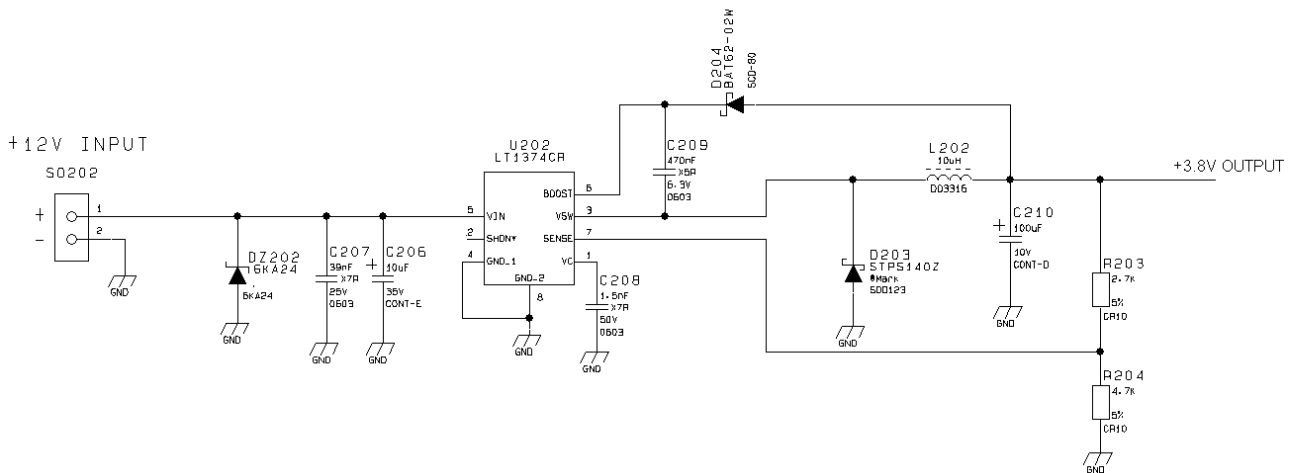 +12V INPUT
SO202
+
1
-
2
GND
DZ202
6KA24
6KA24
GND
C207
39nF
X7R
25V
0603
GND
C206
+
10uF
35V
CONT-E
GND
U202
LT1374CR
5
VIN
BOOST
6
2
SHDN*
VSW
3
4
GND_1
SENSE
7
GND_2
VC
1
8
GND
C208
1.5nF
X7R
50V
0603
GND
C209
470nF
X5R
6.3V
0603
D204
BAT62-02W
SCD-80
D203
STPS140Z
*Mark
SOD123
GND
L202
10uH
DO3316
+3.8V OUTPUT
C210
+
100uF
10V
CONT-D
GND
R203
2.7K
5%
CR10
R204
4.7K
5%
CR10
GND